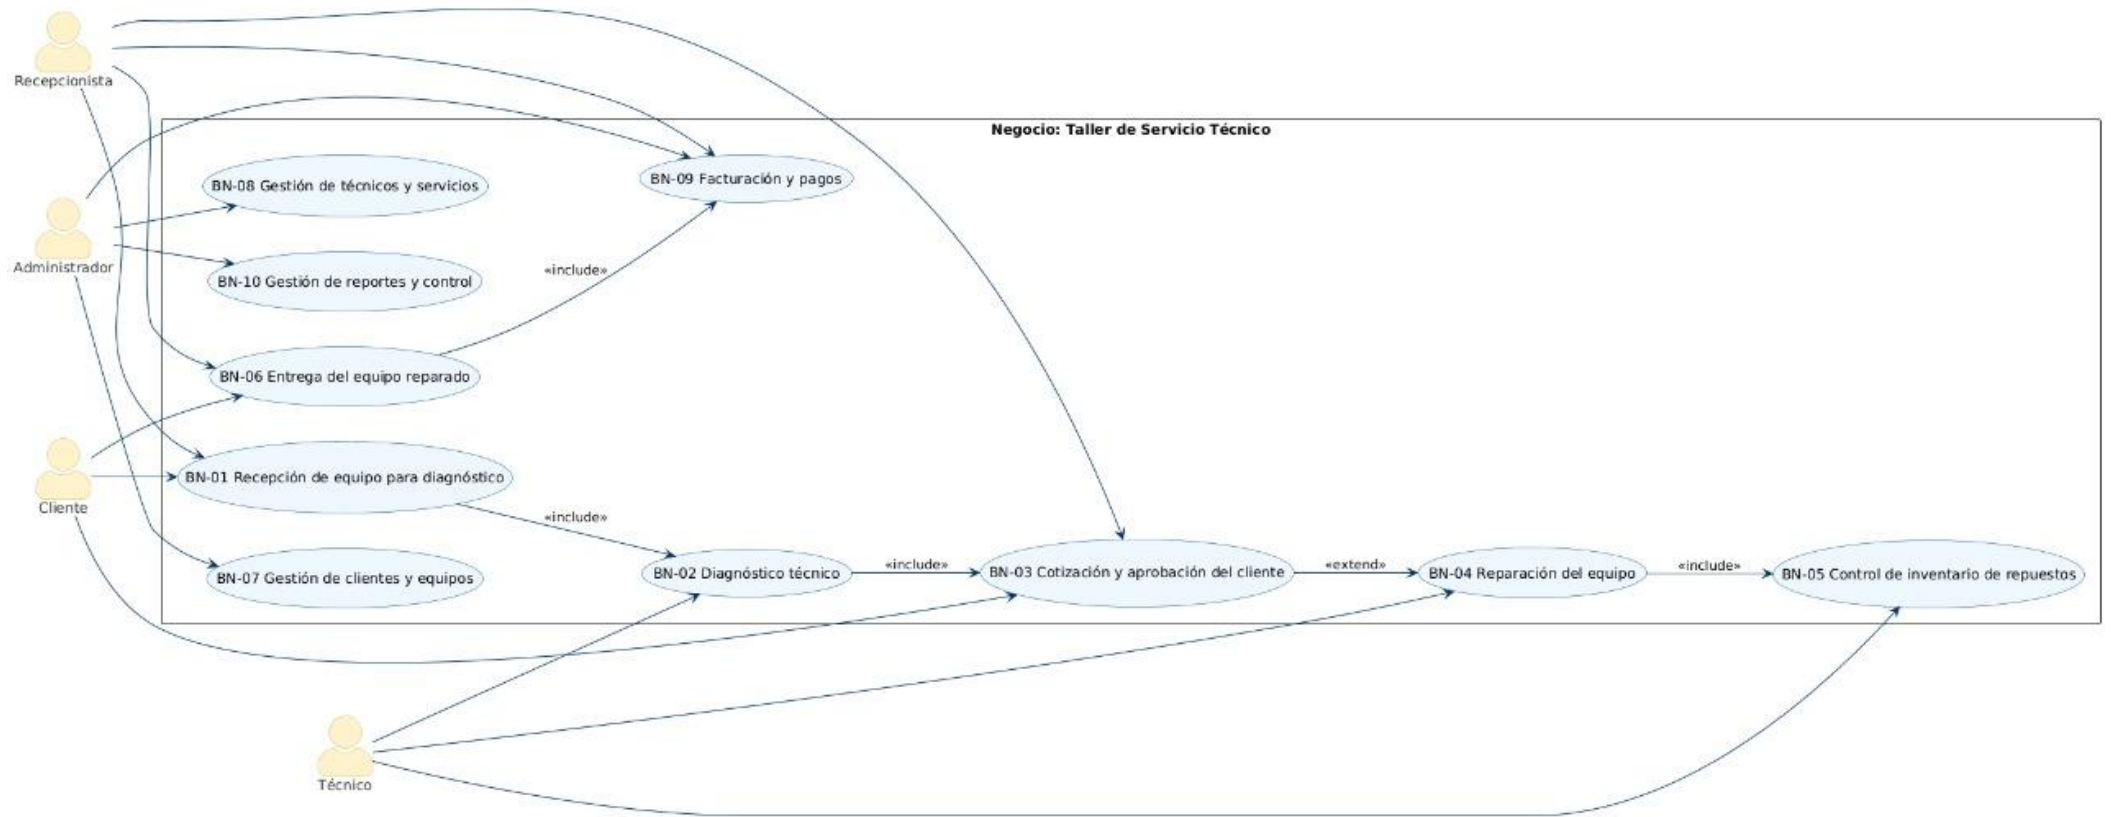 Recepcionista
Negocio: Taller de Servicio Técnico
BN-08 Gestión de técnicos y servicios
BN-09 Facturación y pagos
Administrador
«include»
BN-10 Gestión de reportes y control
BN-06 Entrega del equipo reparado
BN-01 Recepción de equipo para diagnóstico
Cliente
«include»
BN-07 Gestión de clientes y equipos
BN-02 Diagnóstico técnico
«include»
BN-03 Cotización y aprobación del cliente
«extend»
BN-04 Reparación del equipo
«include»
BN-05 Control de inventario de repuestos
Técnico